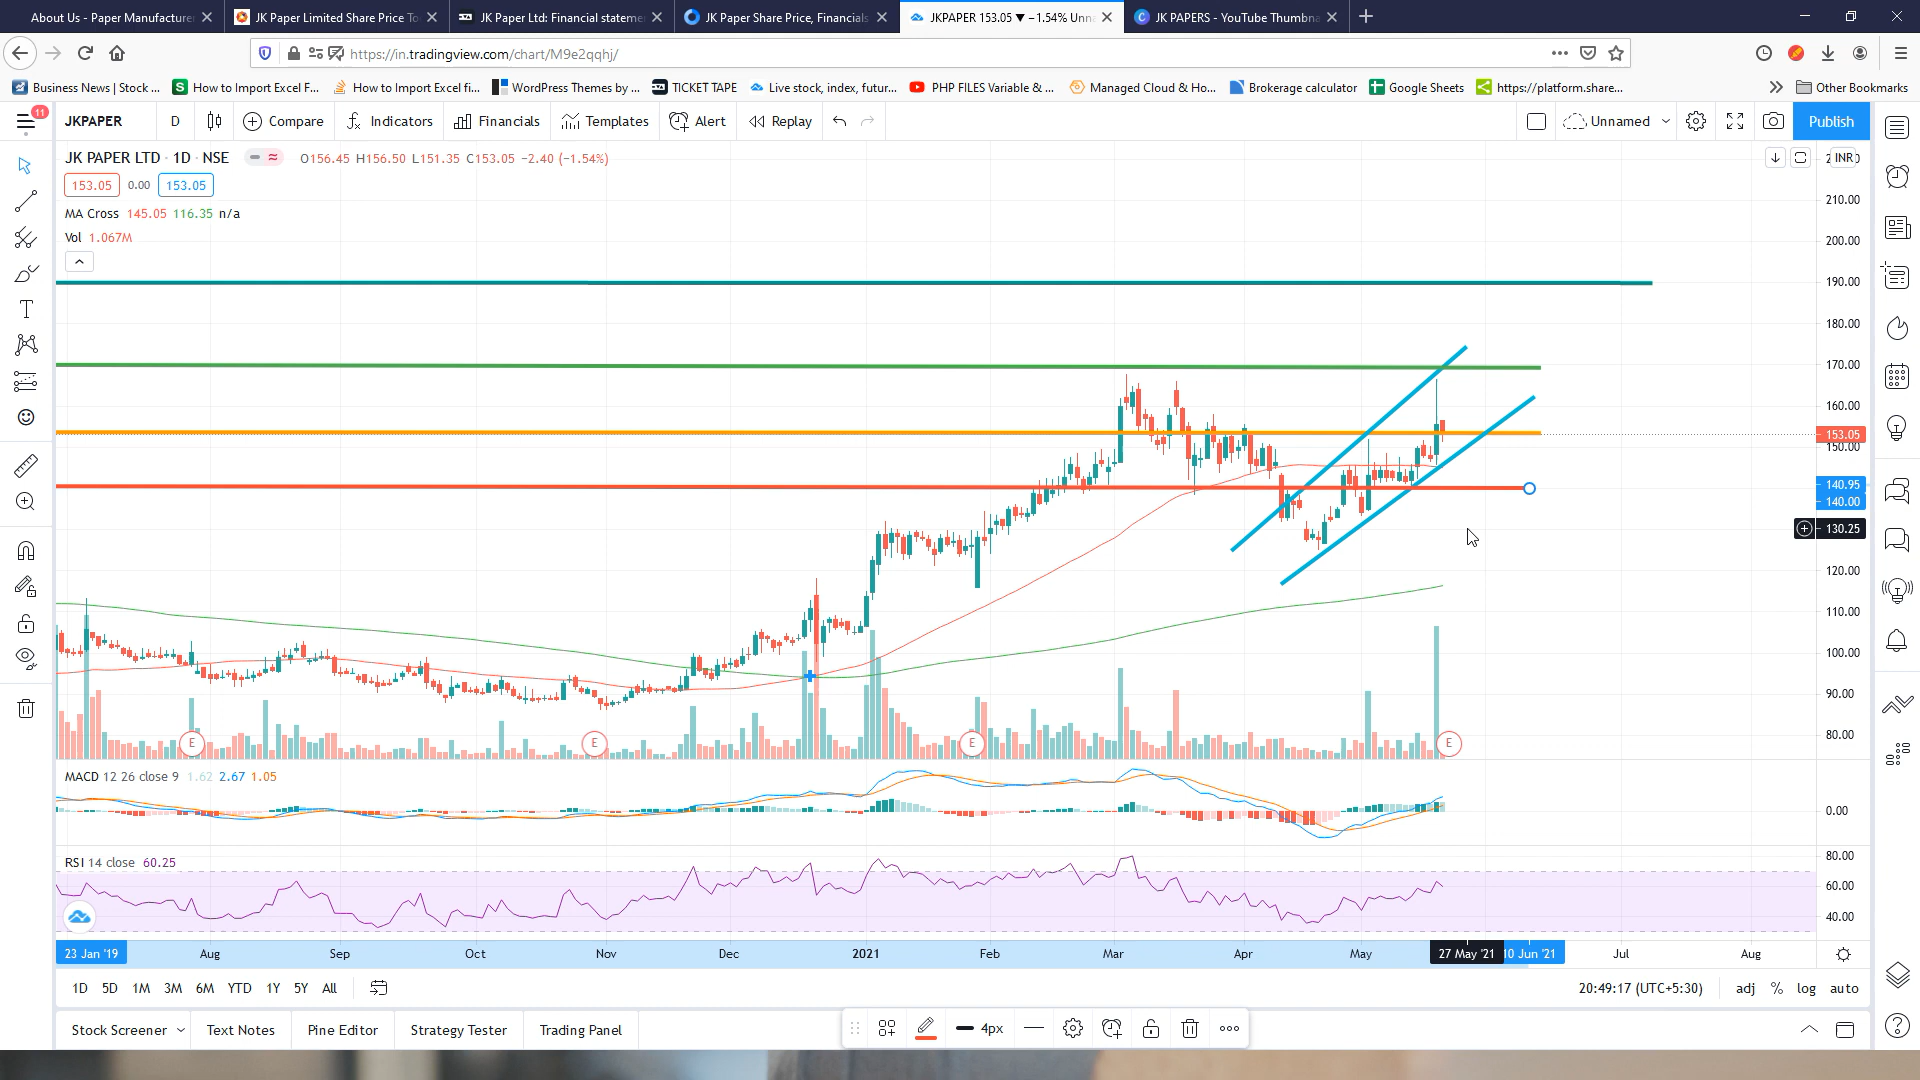 About Us - Paper Manufacturer
JK Paper Limited Share Price To
JK Paper Ltd: Financial stateme
JK Paper Share Price, Financials
JKPAPER 153.05 ▼ −1.54% Unna
JK PAPERS - YouTube Thumbna
https://in.tradingview.com/chart/M9e2qqhj/
Business News | Stock ...
How to Import Excel F...
How to Import Excel fi...
WordPress Themes by ...
TICKET TAPE
Live stock, index, futur...
PHP FILES Variable & ...
Managed Cloud & Ho...
Brokerage calculator
Google Sheets
https://platform.share...
Other Bookmarks
11
JKPAPER
D
Compare
Indicators
Financials
Templates
Alert
Replay
Unnamed
Publish
JK PAPER LTD · 1D · NSE
O156.45 H156.50 L151.35 C153.05 −2.40 (−1.54%)
INR
153.05 0.00 153.05
MA Cross 145.05 116.35 n/a
Vol 1.067M
210.00
200.00
190.00
180.00
170.00
160.00
153.05
150.00
140.95
140.00
130.25
120.00
110.00
100.00
90.00
80.00
E
E
E
E
MACD 12 26 close 9 1.62 2.67 1.05
0.00
RSI 14 close 60.25
80.00
60.00
40.00
23 Jan '19
Aug
Sep
Oct
Nov
Dec
2021
Feb
Mar
Apr
May
27 May '21
10 Jun '21
Jul
Aug
1D 5D 1M 3M 6M YTD 1Y 5Y All
20:49:17 (UTC+5:30)
adj % log auto
Stock Screener
Text Notes
Pine Editor
Strategy Tester
Trading Panel
4px